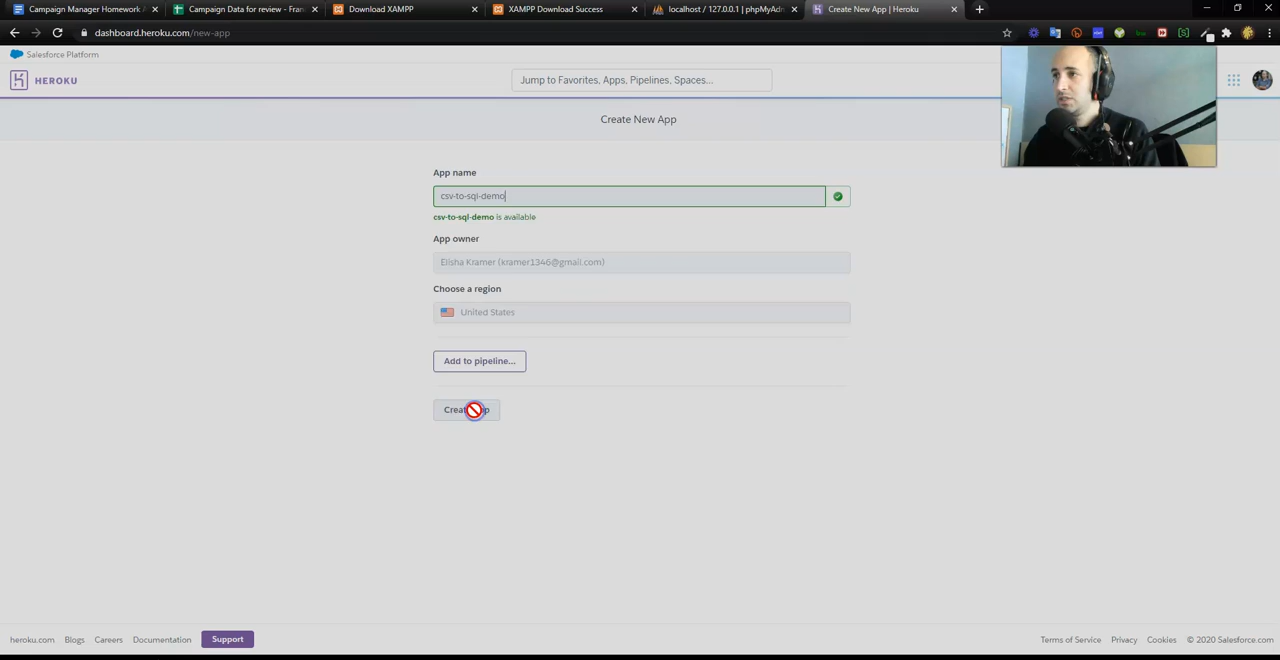 Campaign Manager Homework A
Campaign Data for review - Fran
Download XAMPP
XAMPP Download Success
localhost / 127.0.0.1 | phpMyAdm
Create New App | Heroku
dashboard.heroku.com/new-app
Salesforce Platform
HEROKU
Jump to Favorites, Apps, Pipelines, Spaces...
Create New App
App name
csv-to-sql-demo
csv-to-sql-demo is available
App owner
Elisha Kramer (kramer1346@gmail.com)
Choose a region
United States
Add to pipeline...
heroku.com
Blogs
Careers
Documentation
Support
Terms of Service
Privacy
Cookies
© 2020 Salesforce.com